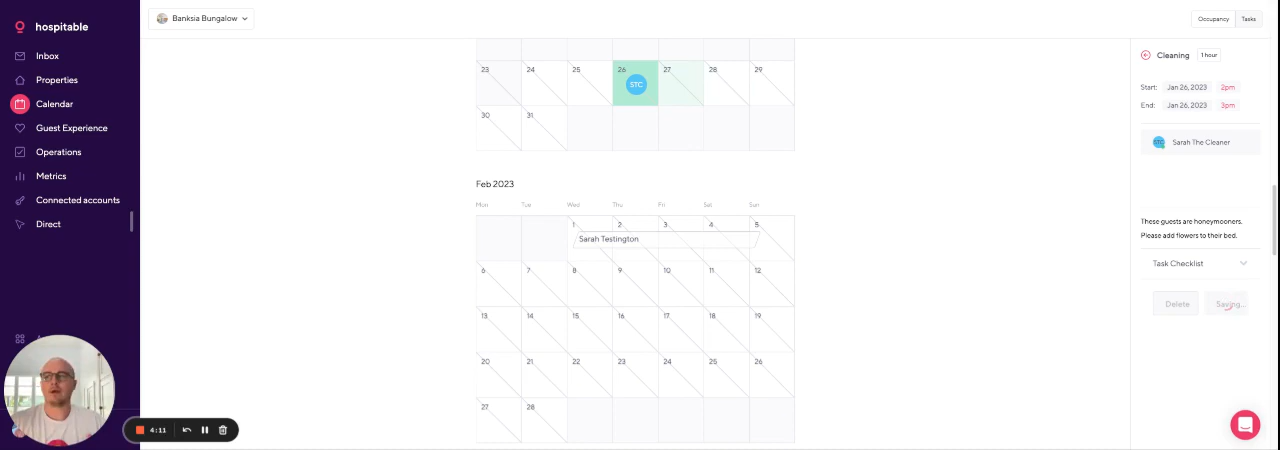 hospitable
Inbox
Properties
Calendar
Guest Experience
Operations
Metrics
Connected accounts
Direct
4:11
Banksia Bungalow
Occupancy Tasks
23 24 25 26 27 28 29
STC
30 31
Feb 2023
Mon Tue Wed Thu Fri Sat Sun
1 2 3 4 5
Sarah Testington
6 7 8 9 10 11 12
13 14 15 16 17 18 19
20 21 22 23 24 25 26
27 28
Cleaning 1 hour
Start: Jan 26, 2023 2pm
End: Jan 26, 2023 3pm
STC Sarah The Cleaner
These guests are honeymooners.
Please add flowers to their bed.
Task Checklist
Delete Saving...